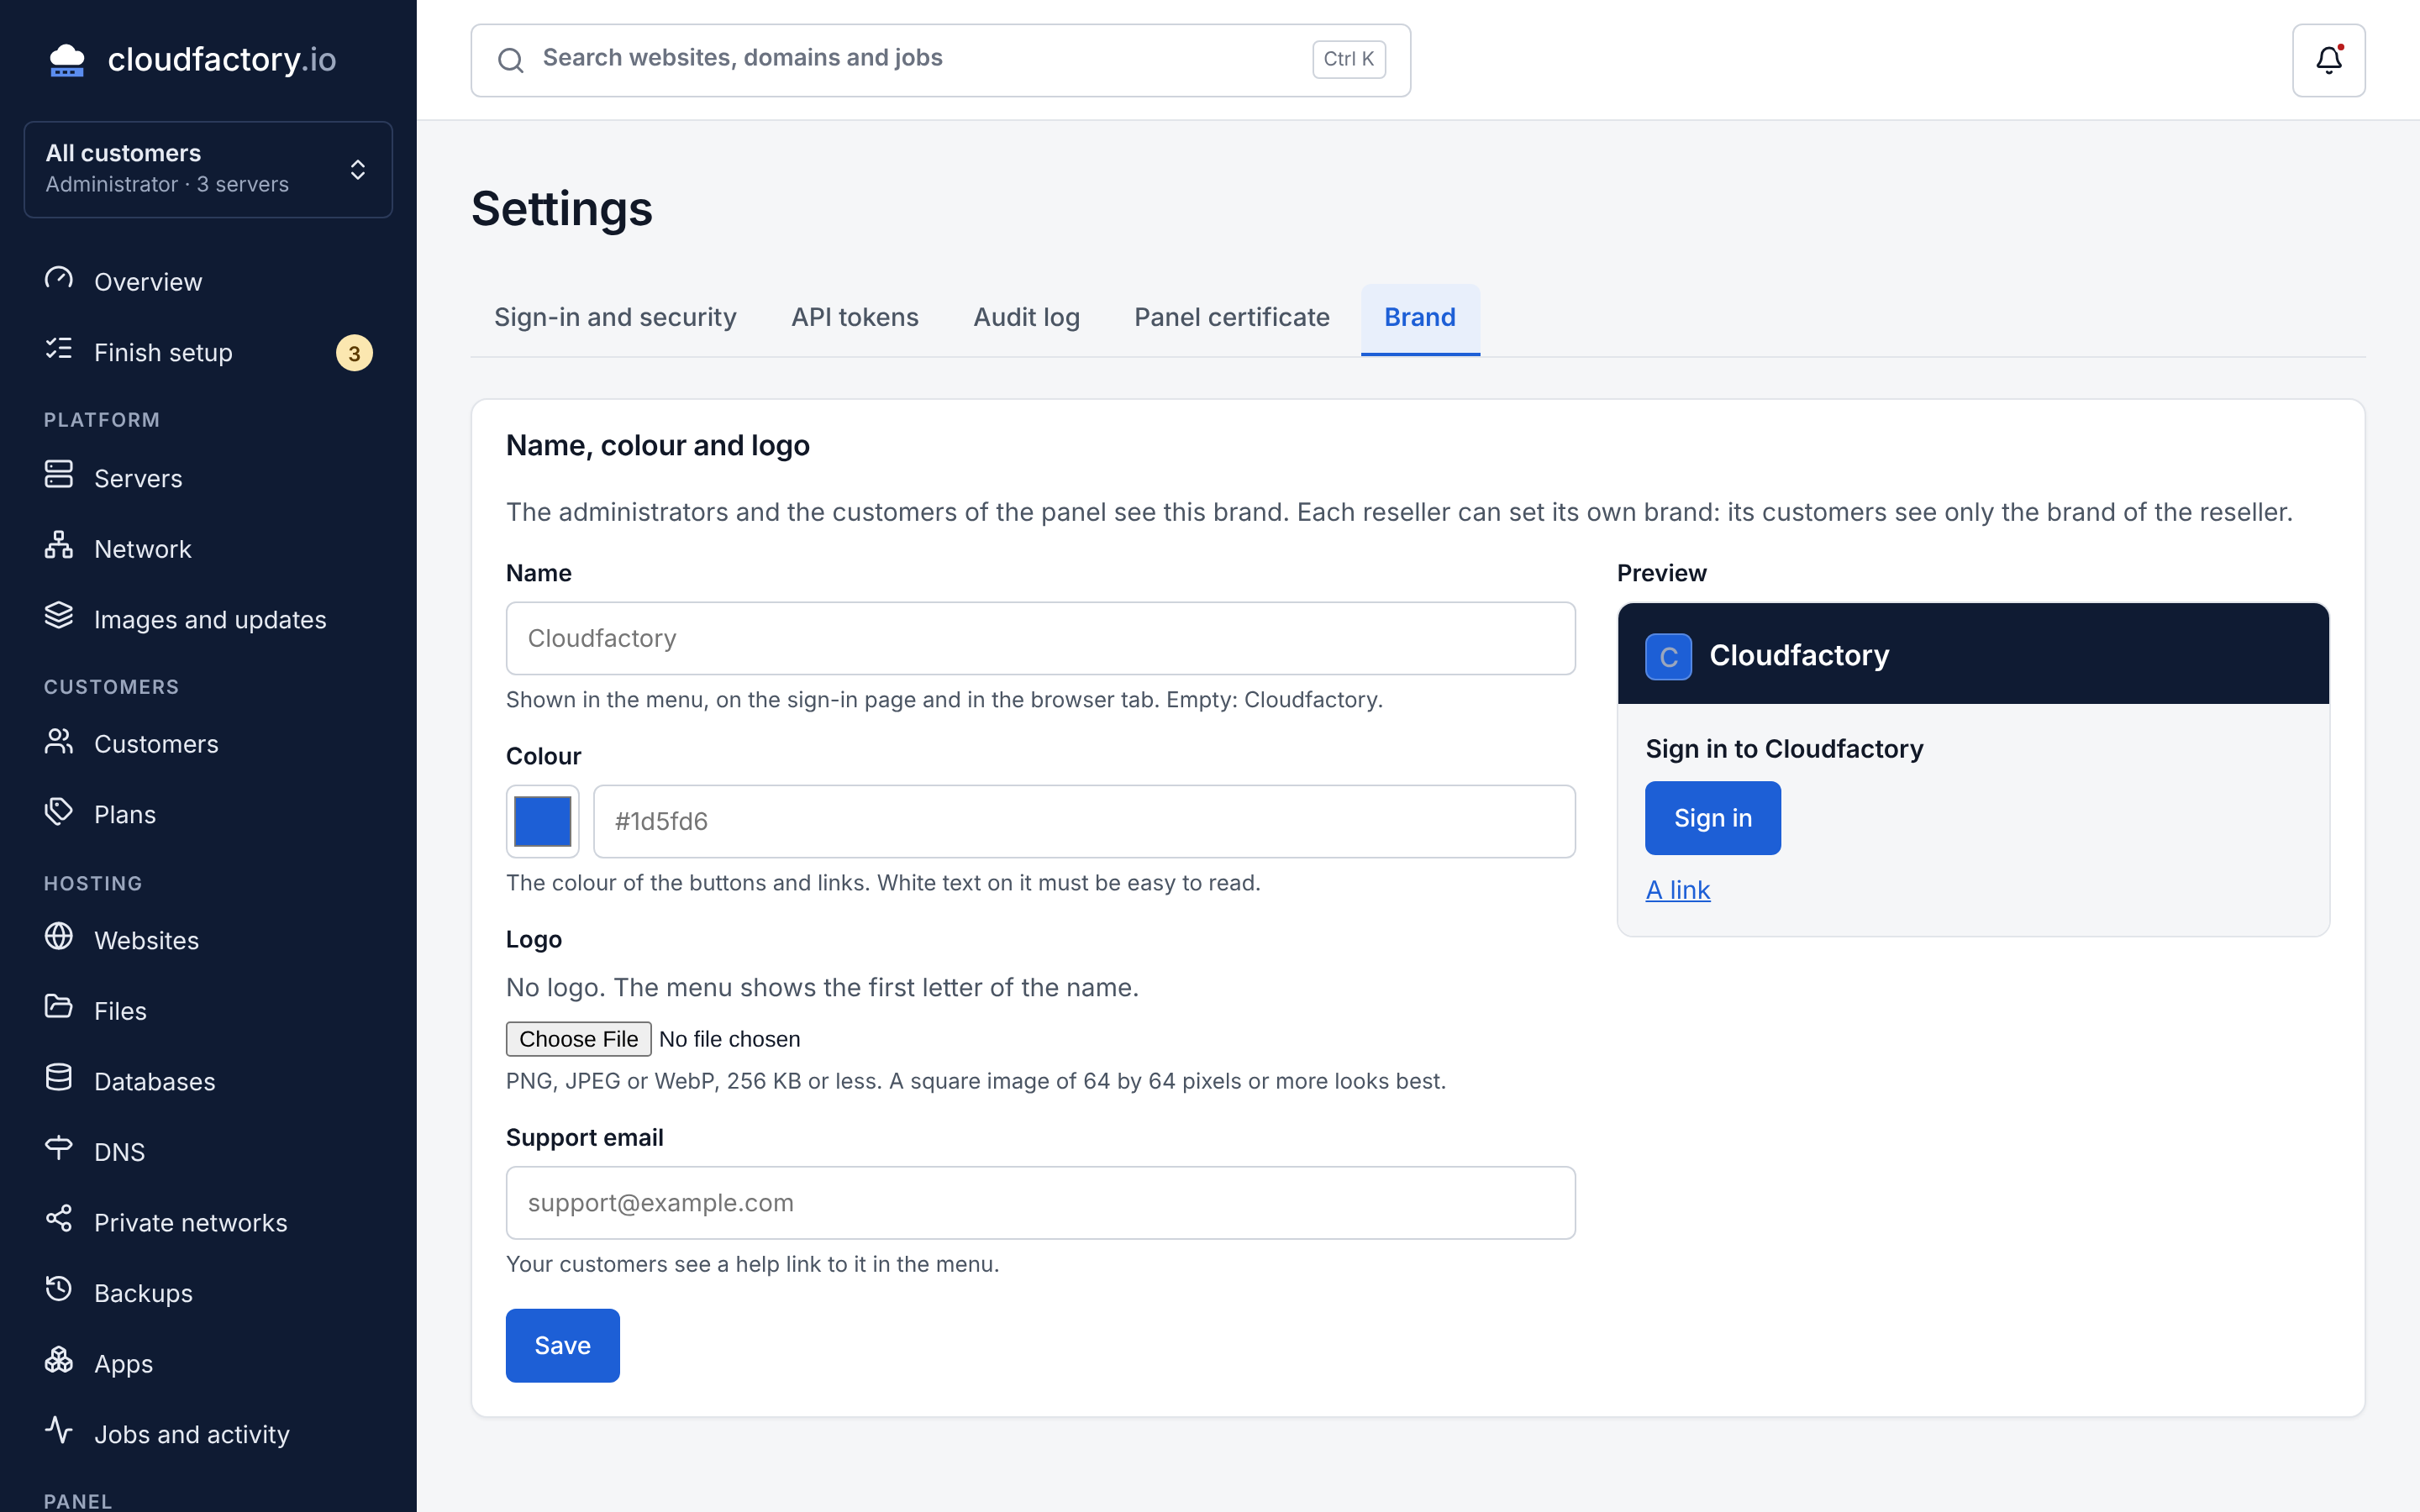 cloudfactory.io
All customers
Administrator · 3 servers
Overview
Finish setup
3
PLATFORM
Servers
Network
Images and updates
CUSTOMERS
Customers
Plans
HOSTING
Websites
Files
Databases
DNS
Private networks
Backups
Apps
Jobs and activity
PANEL
Search websites, domains and jobs
Ctrl K
Settings
Sign-in and security
API tokens
Audit log
Panel certificate
Brand
Name, colour and logo
The administrators and the customers of the panel see this brand. Each reseller can set its own brand: its customers see only the brand of the reseller.
Name
Cloudfactory
Shown in the menu, on the sign-in page and in the browser tab. Empty: Cloudfactory.
Colour
#1d5fd6
The colour of the buttons and links. White text on it must be easy to read.
Logo
No logo. The menu shows the first letter of the name.
Choose File No file chosen
PNG, JPEG or WebP, 256 KB or less. A square image of 64 by 64 pixels or more looks best.
Support email
support@example.com
Your customers see a help link to it in the menu.
Save
Preview
C Cloudfactory
Sign in to Cloudfactory
Sign in
A link